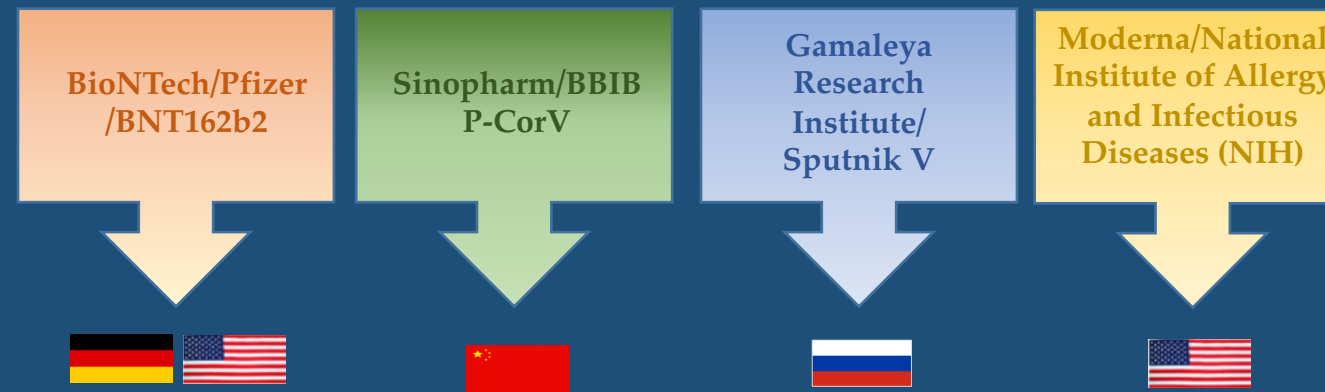 BioNTech/Pfizer
/BNT162b2
Sinopharm/BBIB
P-CorV
Gamaleya
Research
Institute/
Sputnik V
Moderna/National
Institute of Allergy
and Infectious
Diseases (NIH)